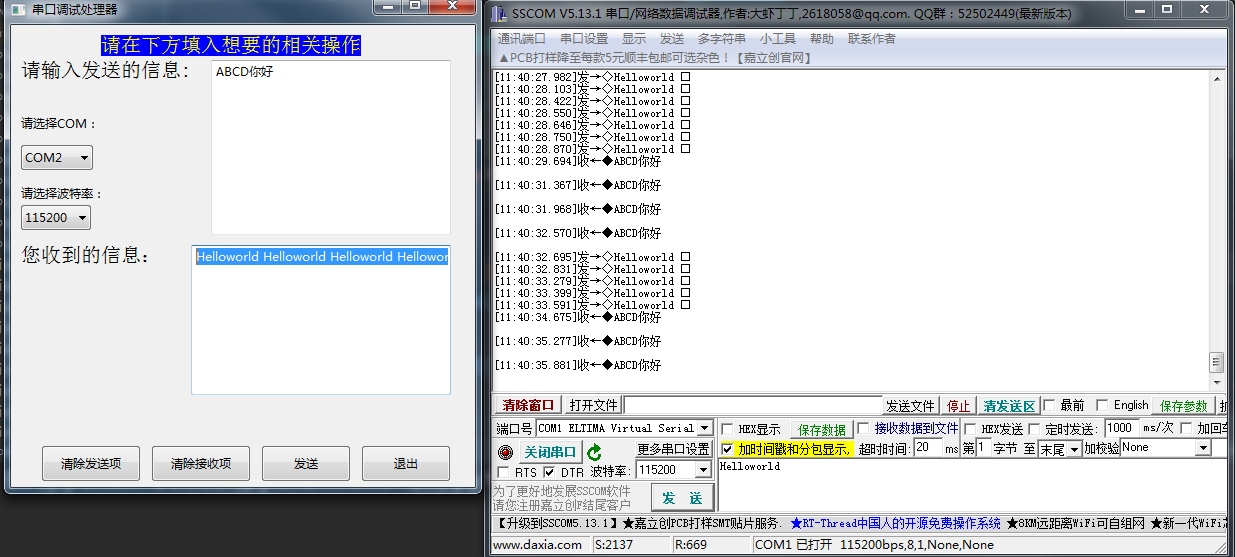 串口调试处理器
请在下方填入想要的相关操作
请输入发送的信息：
ABCD你好
请选择COM：
COM2
请选择波特率：
115200
您收到的信息：
Helloworld Helloworld Helloworld Hellowor
清除发送项 清除接收项 发送 退出
SSCOM V5.13.1 串口/网络数据调试器,作者:大虾丁丁,2618058@qq.com. QQ群：52502449(最新版本)
通讯端口 串口设置 显示 发送 多字符串 小工具 帮助 联系作者
▲PCB打样降至每款5元顺丰包邮可选杂色！【嘉立创官网】
[11:40:27.982]发→◇Helloworld □
[11:40:28.103]发→◇Helloworld □
[11:40:28.422]发→◇Helloworld □
[11:40:28.550]发→◇Helloworld □
[11:40:28.646]发→◇Helloworld □
[11:40:28.750]发→◇Helloworld □
[11:40:28.870]发→◇Helloworld □
[11:40:29.694]收←◆ABCD你好
[11:40:31.367]收←◆ABCD你好
[11:40:31.968]收←◆ABCD你好
[11:40:32.570]收←◆ABCD你好
[11:40:32.695]发→◇Helloworld □
[11:40:32.831]发→◇Helloworld □
[11:40:33.279]发→◇Helloworld □
[11:40:33.399]发→◇Helloworld □
[11:40:33.591]发→◇Helloworld □
[11:40:34.675]收←◆ABCD你好
[11:40:35.277]收←◆ABCD你好
[11:40:35.881]收←◆ABCD你好
清除窗口 打开文件 发送文件 停止 清发送区 最前 English 保存参数
端口号 COM1 ELTIMA Virtual Serial HEX显示 保存数据 接收数据到文件 HEX发送 定时发送: 1000 ms/次 加回车
关闭串口 更多串口设置 加时间戳和分包显示, 超时时间: 20 ms 第1 字节 至 末尾 加校验 None
RTS DTR 波特率: 115200 Helloworld
为了更好地发展SSCOM软件
请您注册嘉立创F结尾客户
发 送
【升级到SSCOM5.13.1】★嘉立创PCB打样SMT贴片服务. ★RT-Thread中国人的开源免费操作系统 ★8KM远距离WiFi可自组网 ★新一代WiFi
www.daxia.com S:2137 R:669 COM1 已打开 115200bps,8,1,None,None